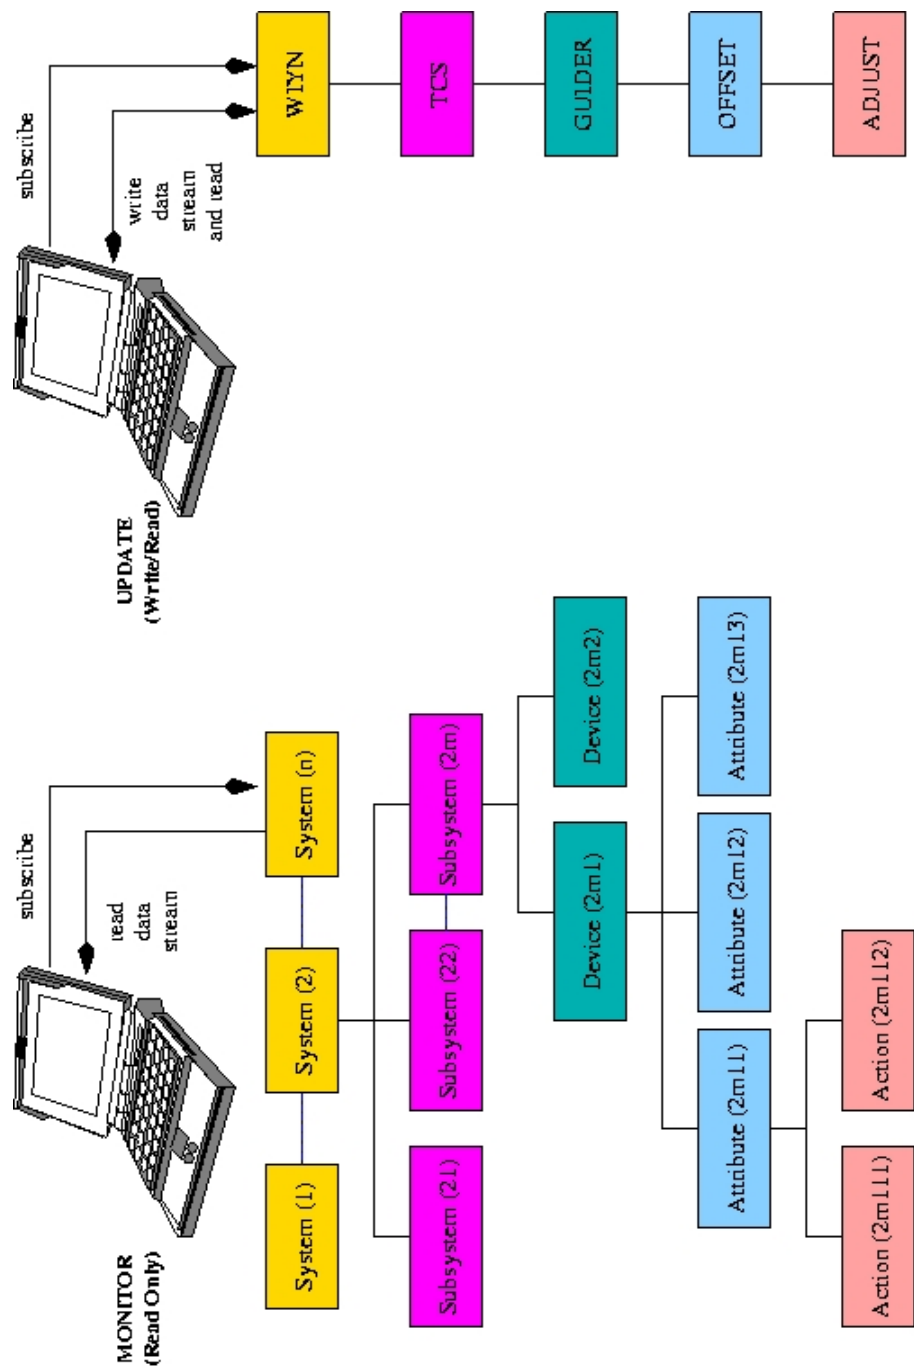 MONITOR
(Read Only)
subscribe
read
data
stream
System (1)
System (2)
System (n)
Subsystem (21)
Subsystem (22)
Subsystem (2m)
Device (2m1)
Device (2m2)
Attribute (2m11)
Attribute (2m12)
Attribute (2m13)
Action (2m111)
Action (2m112)
UPDATE
(Write/Read)
subscribe
write
data
stream
and read
WIYN
TCS
GUIDER
OFFSET
ADJUST